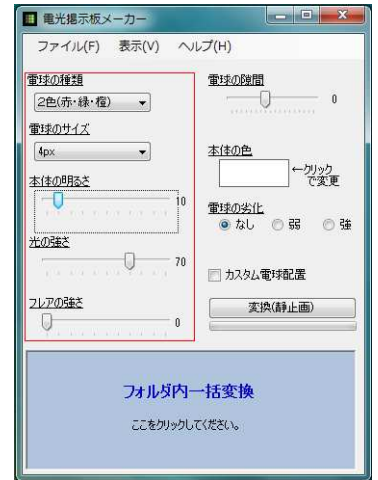 電光掲示板メーカー
ファイル(F) 表示(V) ヘルプ(H)
電球の種類
2色(赤・緑・橙)
電球のサイズ
4px
本体の明るさ
10
光の強さ
70
フレアの強さ
0
電球の隙間
0
本体の色
←クリック
で変更
電球の劣化
なし 弱 強
カスタム電球配置
変換(静止画)
フォルダ内一括変換
ここをクリックしてください。